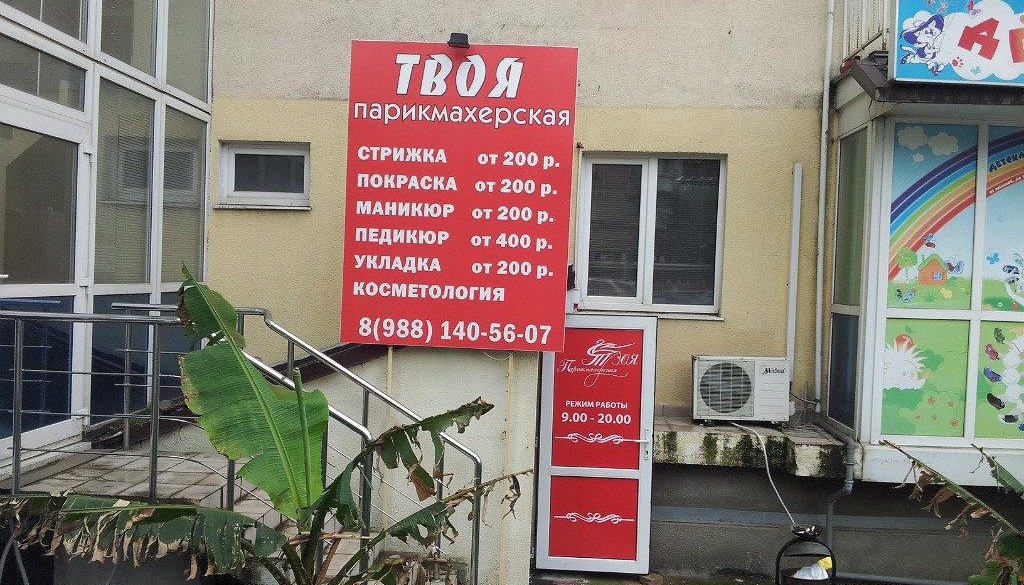 ТВОЯ
парикмахерская
СТРИЖКА от 200 р.
ПОКРАСКА от 200 р.
МАНИКЮР от 200 р.
ПЕДИКЮР от 400 р.
УКЛАДКА от 200 р.
КОСМЕТОЛОГИЯ
8(988) 140-56-07
ТВОЯ
Парикмахерская
РЕЖИМ РАБОТЫ
9.00 - 20.00
Midea